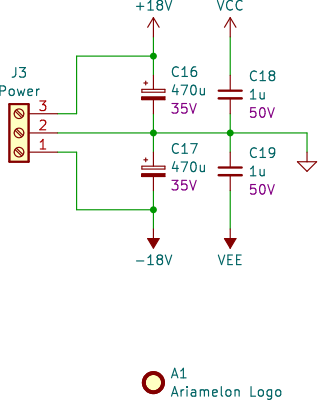 +18V
VCC
J3
Power
C16
+
470u
35V
C18
1u
50V
3
2
1
C17
+
470u
35V
C19
1u
50V
-18V
VEE
A1
Ariamelon Logo